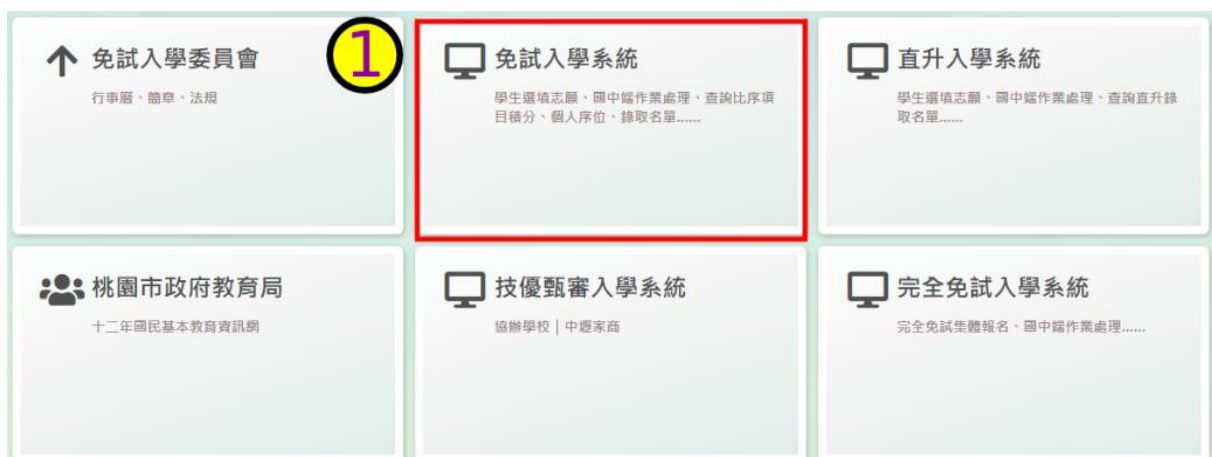 免試入學委員會
行事曆、簡章、法規
1
免試入學系統
學生選填志願、國中端作業處理、查詢比序項
目積分、個人序位、錄取名單......
直升入學系統
學生選填志願、國中端作業處理、查詢直升錄
取名單......
桃園市政府教育局
十二年國民基本教育資訊網
技優甄審入學系統
協辦學校 | 中壢家商
完全免試入學系統
完全免試集體報名、國中端作業處理......